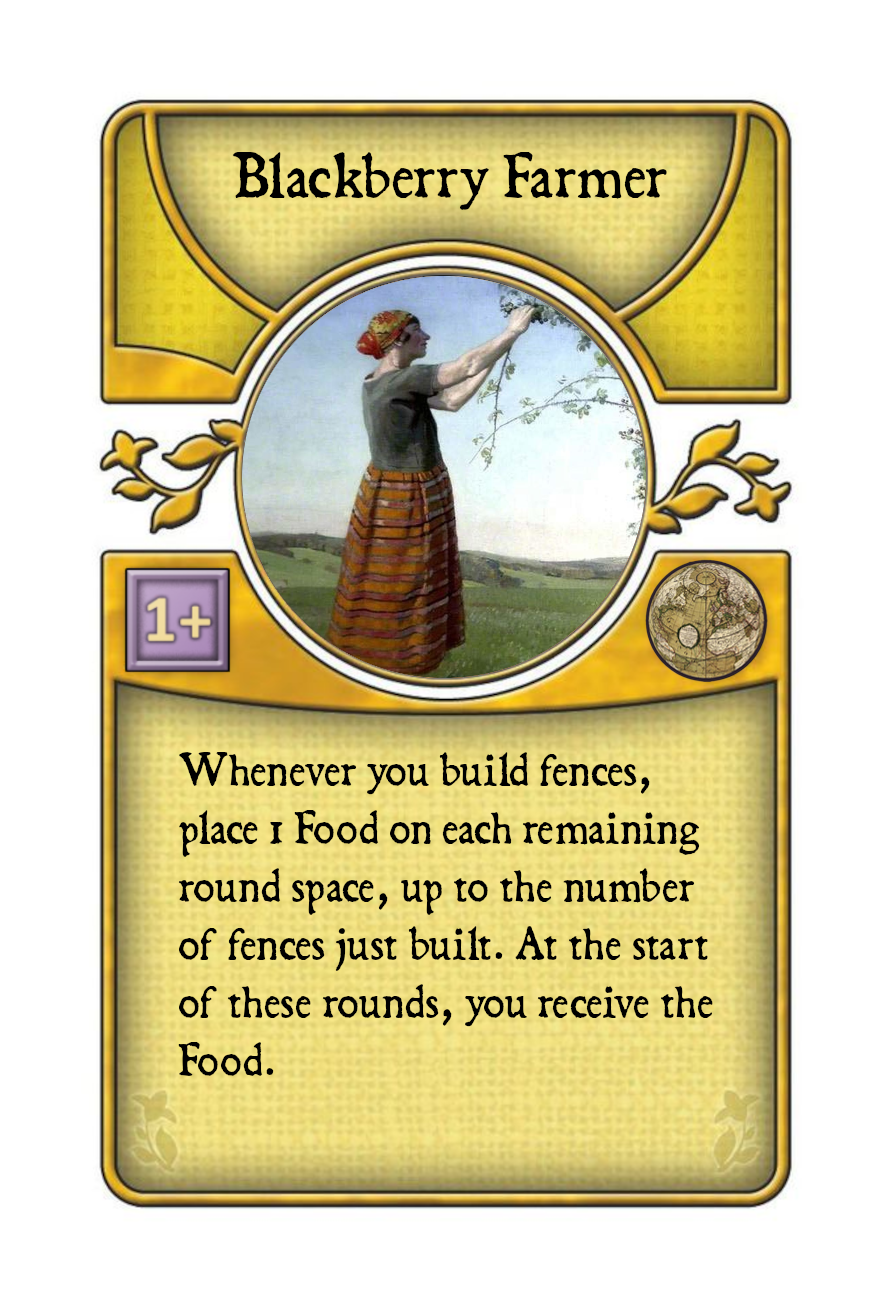 Blackberry Farmer
1+
Whenever you build fences,
place 1 Food on each remaining
round space, up to the number
of fences just built. At the start
of these rounds, you receive the
Food.